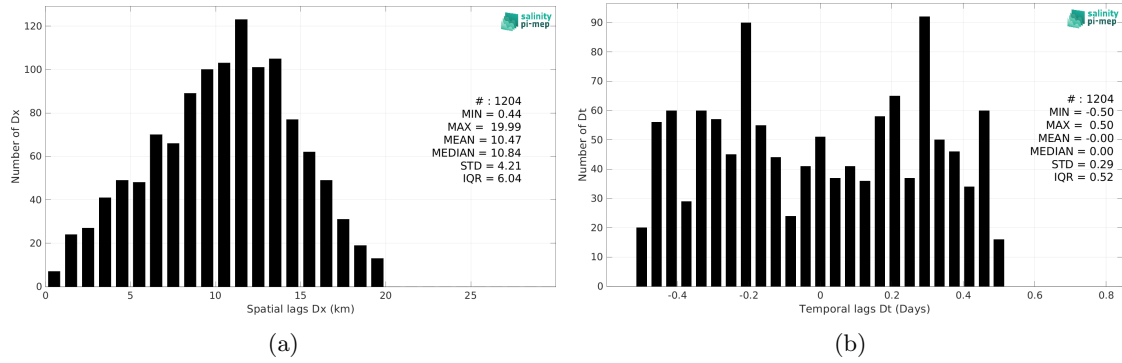 salinity
pi-mep
120
100
80
60
40
20
0
Number of Dx
# : 1204
MIN = 0.44
MAX = 19.99
MEAN = 10.47
MEDIAN = 10.84
STD = 4.21
IQR = 6.04
0 5 10 15 20 25
Spatial lags Dx (km)
(a)
salinity
pi-mep
90
80
70
60
50
40
30
20
10
0
Number of Dt
# : 1204
MIN = -0.50
MAX = 0.50
MEAN = -0.00
MEDIAN = 0.00
STD = 0.29
IQR = 0.52
-0.4 -0.2 0 0.2 0.4 0.6 0.8
Temporal lags Dt (Days)
(b)